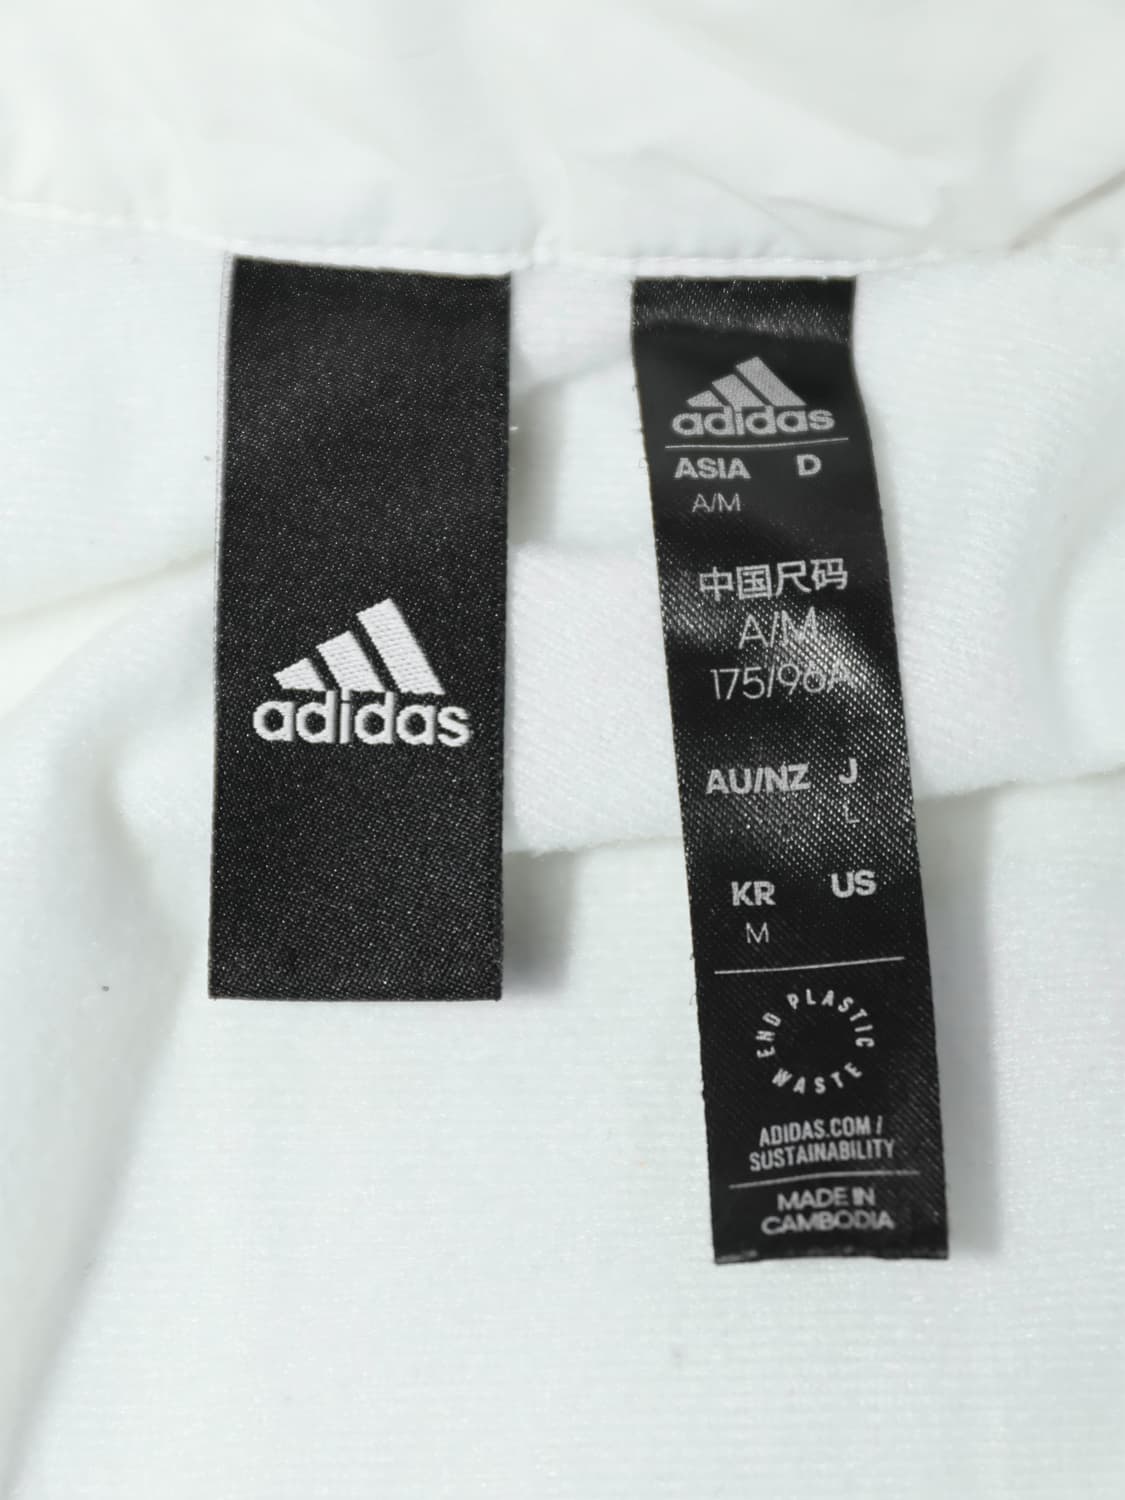 adidas
adidas
ASIA D
A/M
中国尺码
A/M
175/96A
AU/NZ J
L
KR US
M
END PLASTIC WASTE
ADIDAS.COM /
SUSTAINABILITY
MADE IN
CAMBODIA